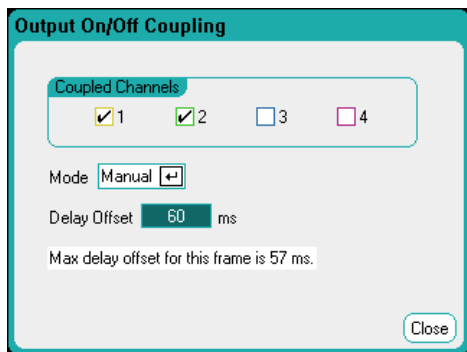 Output On/Off Coupling
Coupled Channels
1 2 3 4
Mode Manual
Delay Offset 60 ms
Max delay offset for this frame is 57 ms.
Close